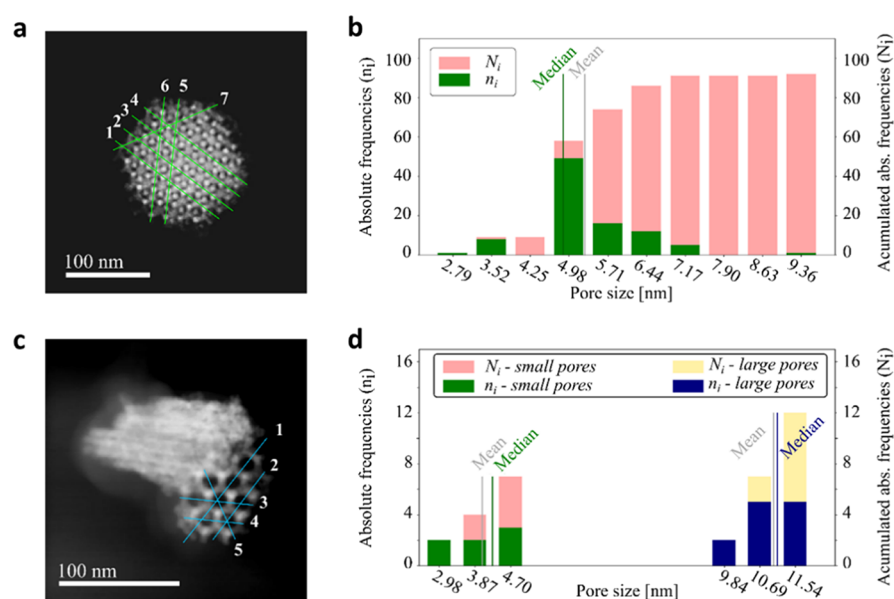 a
1
2
3
4
6
5
7
100 nm
b
Absolute frequencies (nᵢ)
100
80
60
40
20
0
Nᵢ
nᵢ
Median
Mean
100
80
60
40
20
0
Acumulated abs. frequencies (Nᵢ)
2.79 3.52 4.25 4.98 5.71 6.44 7.17 7.90 8.63 9.36
Pore size [nm]
c
1
2
3
4
5
100 nm
d
Absolute frequencies (nᵢ)
16
12
8
4
0
Nᵢ - small pores
nᵢ - small pores
Nᵢ - large pores
nᵢ - large pores
Mean
Median
Mean
Median
16
12
8
4
0
Acumulated abs. frequencies (Nᵢ)
2.98 3.87 4.70 9.84 10.69 11.54
Pore size [nm]